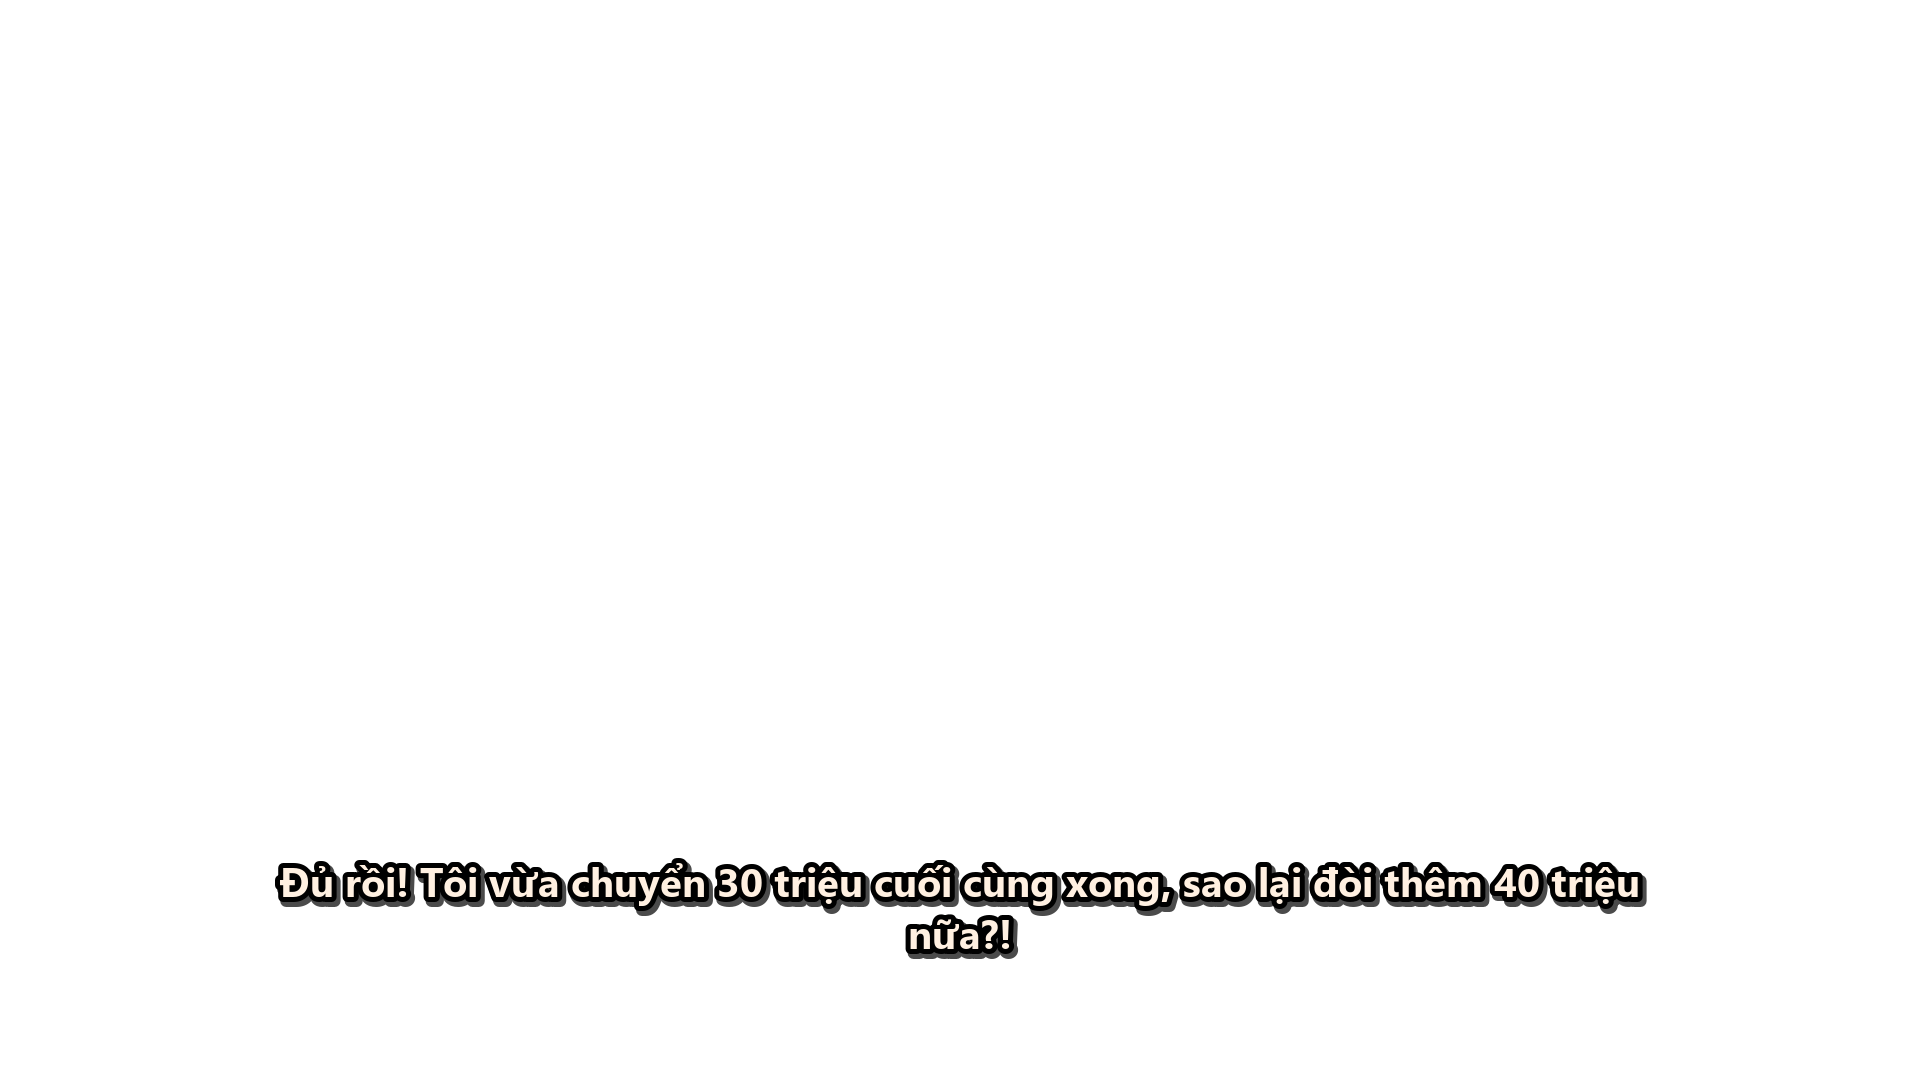 Đủ rồi! Tôi vừa chuyển 30 triệu cuối cùng xong, sao lại đòi thêm 40 triệu
nữa?!